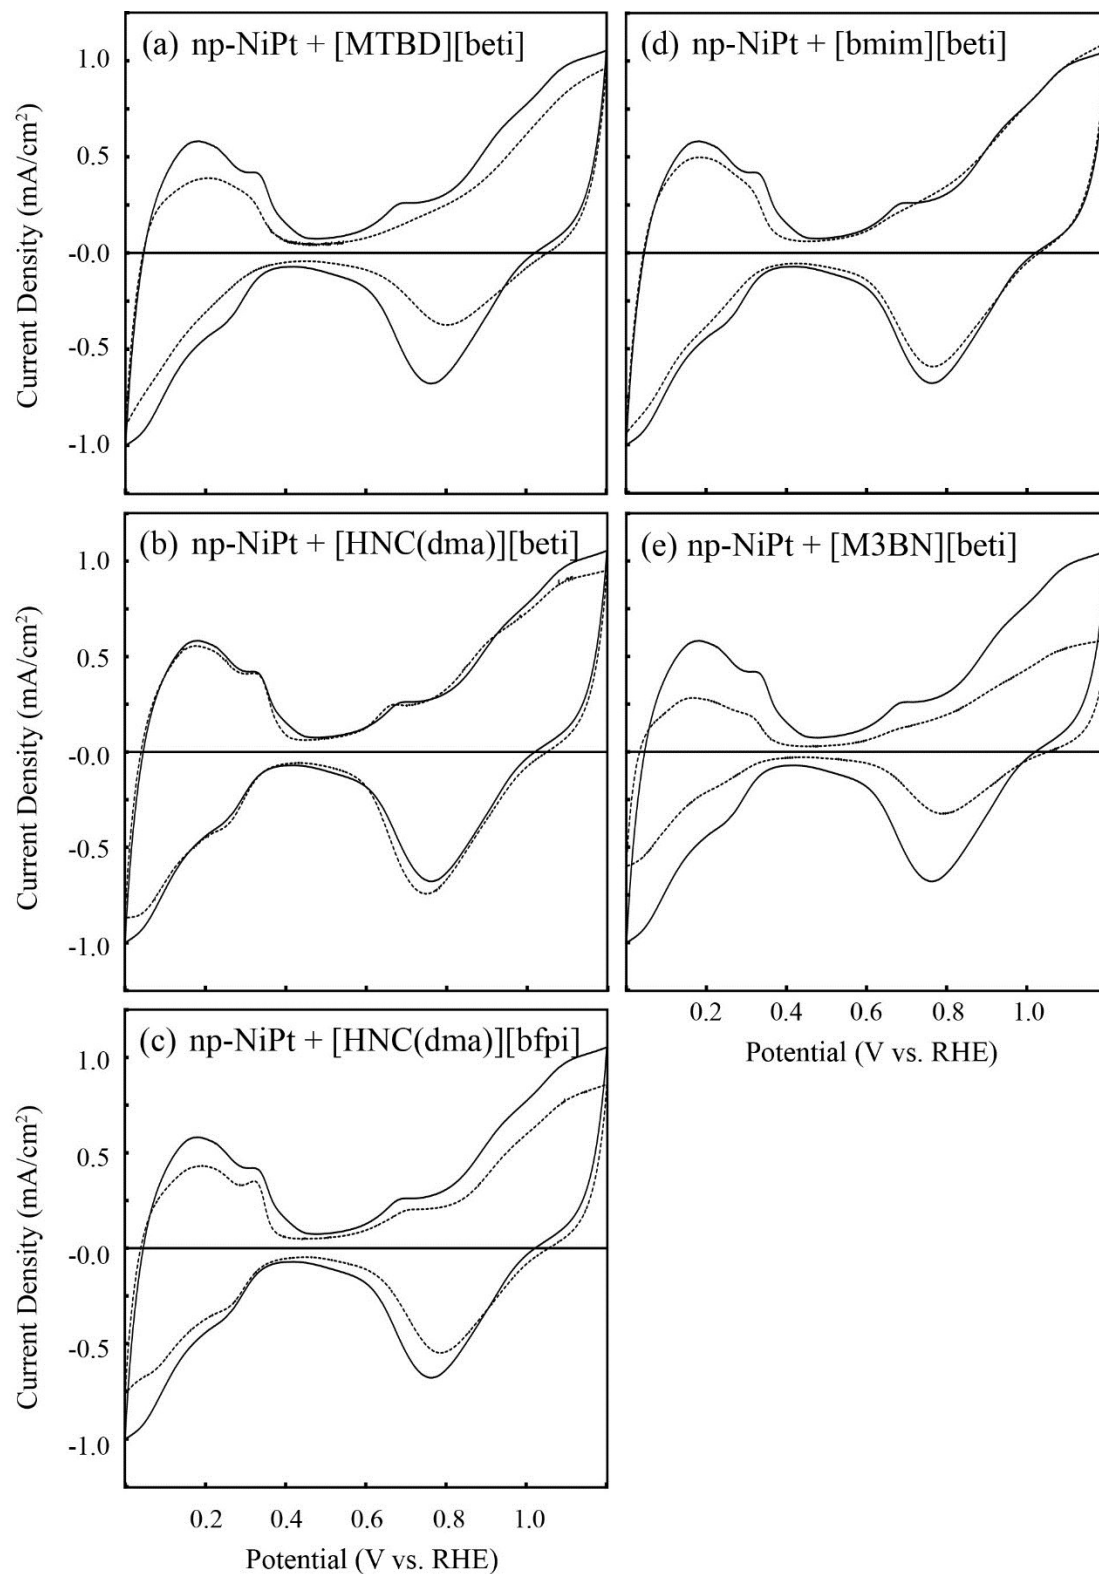 (a) np-NiPt + [MTBD][beti]
1.0
0.5
-0.0
-0.5
-1.0
Current Density (mA/cm²)
(d) np-NiPt + [bmim][beti]
(b) np-NiPt + [HNC(dma)][beti]
1.0
0.5
-0.0
-0.5
-1.0
Current Density (mA/cm²)
(e) np-NiPt + [M3BN][beti]
0.2 0.4 0.6 0.8 1.0
Potential (V vs. RHE)
(c) np-NiPt + [HNC(dma)][bfpi]
1.0
0.5
-0.0
-0.5
-1.0
Current Density (mA/cm²)
0.2 0.4 0.6 0.8 1.0
Potential (V vs. RHE)